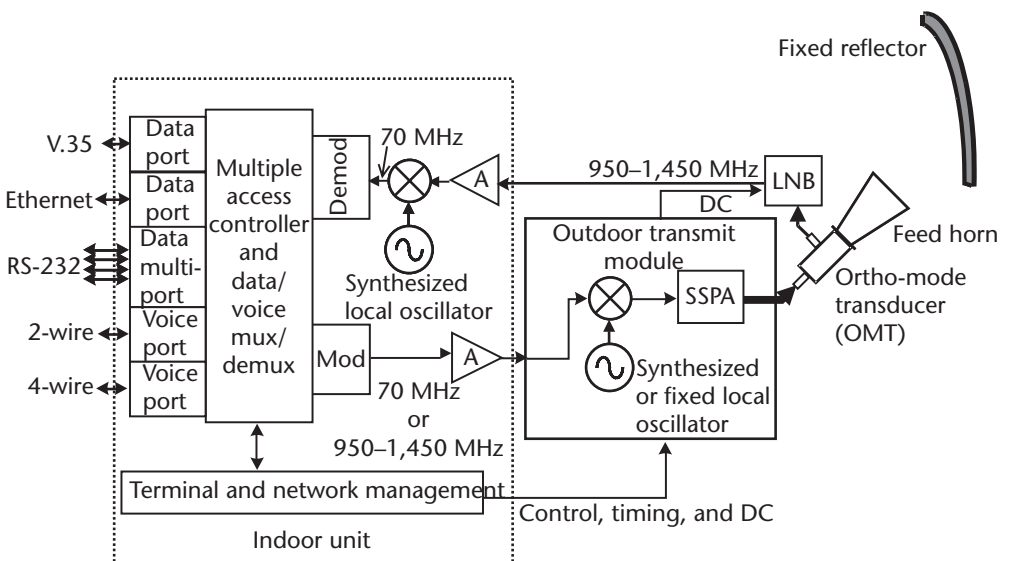 Fixed reflector
V.35
Ethernet
RS-232
2-wire
4-wire
Data
port
Data
port
Data
multi-
port
Voice
port
Voice
port
Multiple
access
controller
and
data/
voice
mux/
demux
Demod
70 MHz
A
Synthesized
local oscillator
Mod
A
70 MHz
or
950–1,450 MHz
950–1,450 MHz
DC
LNB
Outdoor transmit
module
SSPA
Synthesized
or fixed local
oscillator
Feed horn
Ortho-mode
transducer
(OMT)
Terminal and network management
Control, timing, and DC
Indoor unit